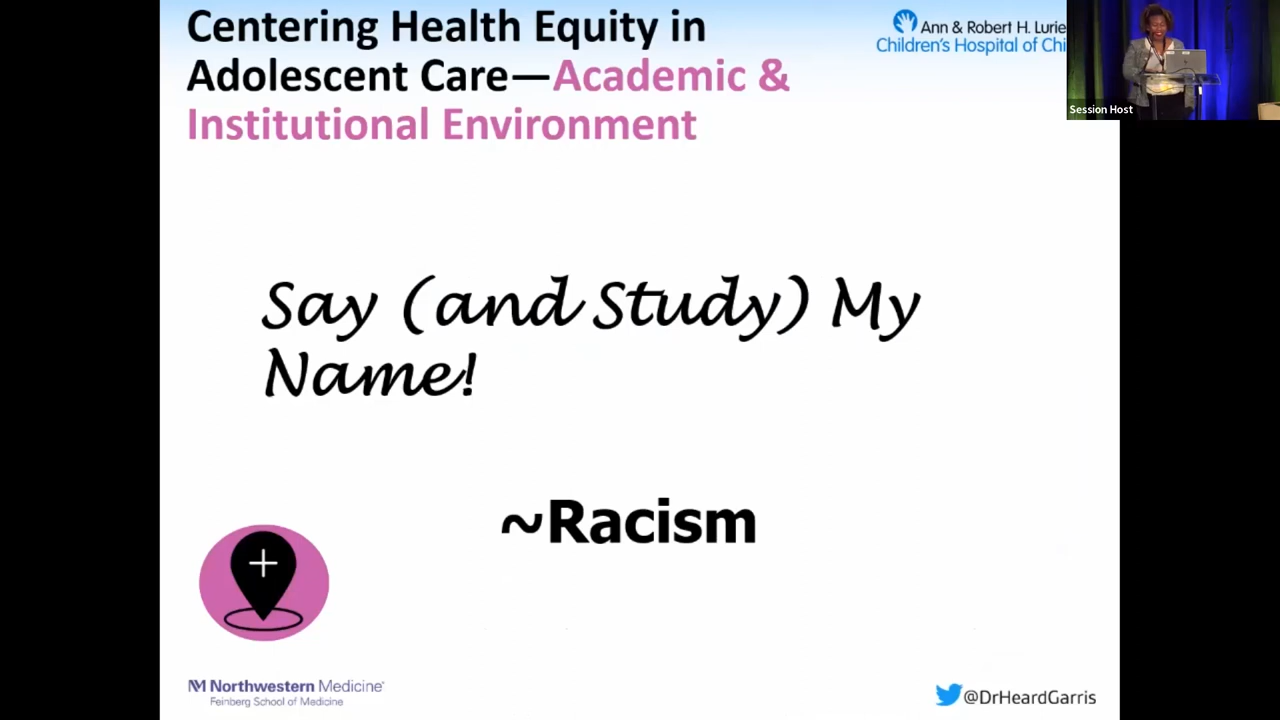 Centering Health Equity in
Adolescent Care—Academic &
Institutional Environment
Ann & Robert H. Lurie
Children's Hospital of Chi
Session Host
Say (and Study) My
Name!
~Racism
M Northwestern Medicine®
Feinberg School of Medicine
@DrHeardGarris